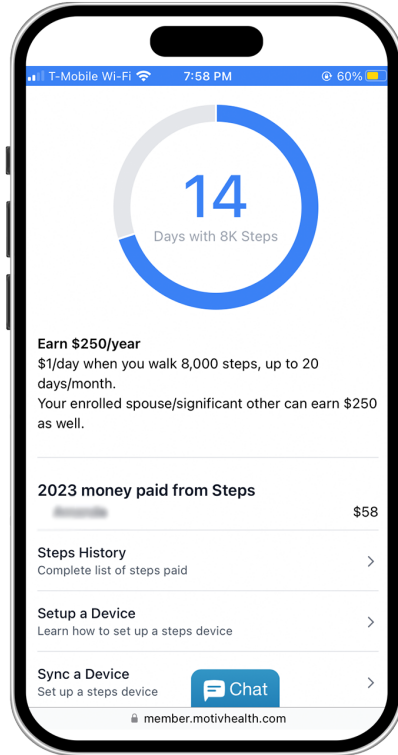 T-Mobile Wi-Fi 7:58 PM 60%
14
Days with 8K Steps
Earn $250/year
$1/day when you walk 8,000 steps, up to 20
days/month.
Your enrolled spouse/significant other can earn $250
as well.
2023 money paid from Steps
$58
Steps History
Complete list of steps paid
Setup a Device
Learn how to set up a steps device
Sync a Device
Set up a steps device
Chat
member.motivhealth.com